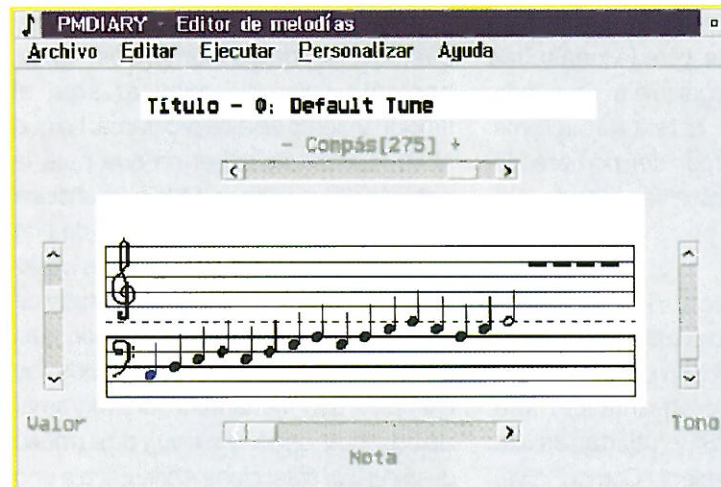 PMDIARY - Editor de melodías
Archivo Editar Ejecutar Personalizar Ayuda
Título - 0: Default Tune
- Compás[275] +
Valor
Tono
Nota